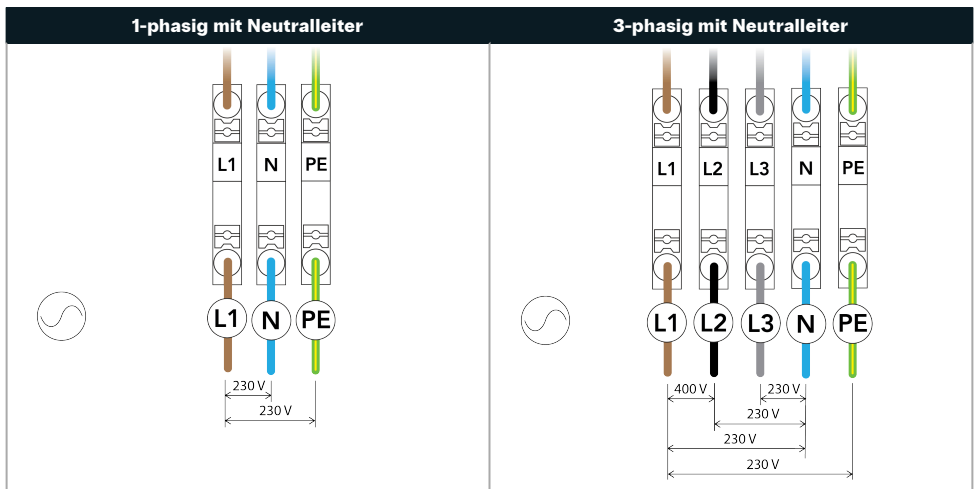 1-phasig mit Neutralleiter
L1 N PE
L1 N PE
230 V
230 V
3-phasig mit Neutralleiter
L1 L2 L3 N PE
L1 L2 L3 N PE
400 V 230 V
230 V
230 V
230 V